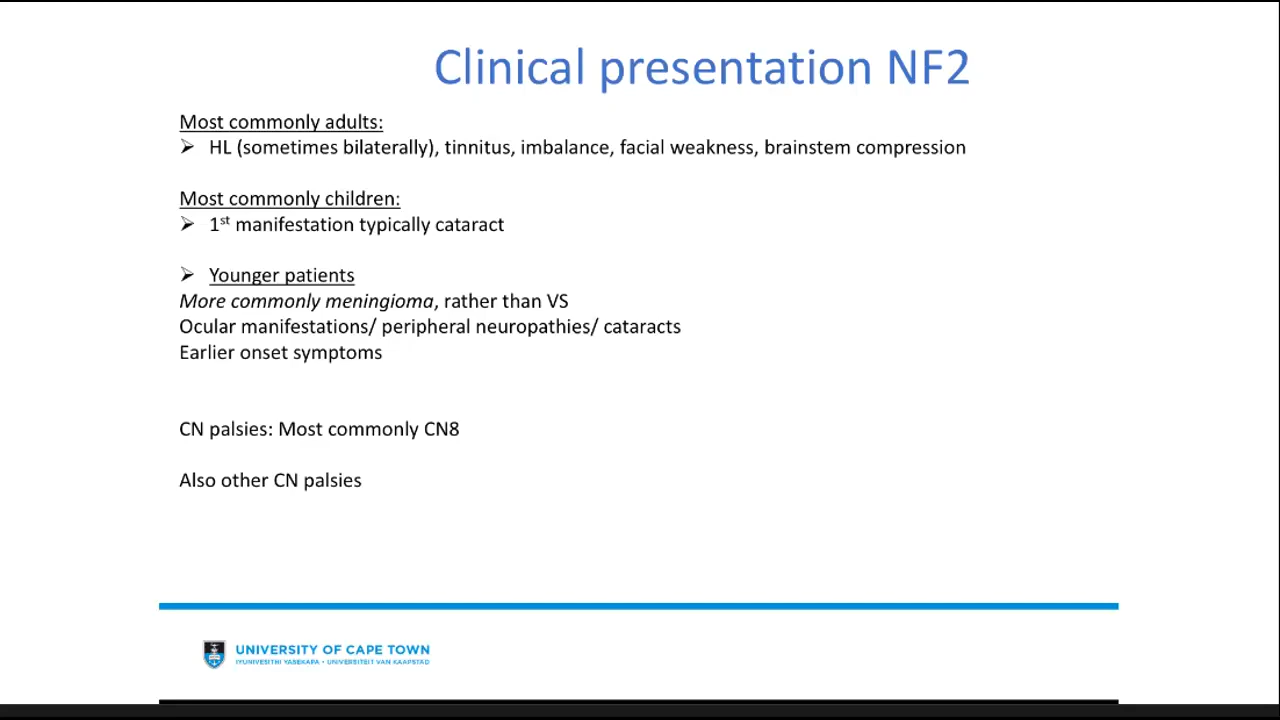 Clinical presentation NF2
Most commonly adults:
➢ HL (sometimes bilaterally), tinnitus, imbalance, facial weakness, brainstem compression
Most commonly children:
➢ 1st manifestation typically cataract
➢ Younger patients
More commonly meningioma, rather than VS
Ocular manifestations/ peripheral neuropathies/ cataracts
Earlier onset symptoms
CN palsies: Most commonly CN8
Also other CN palsies
UNIVERSITY OF CAPE TOWN
IYUNIVESITHI YASEKAPA • UNIVERSITEIT VAN KAAPSTAD